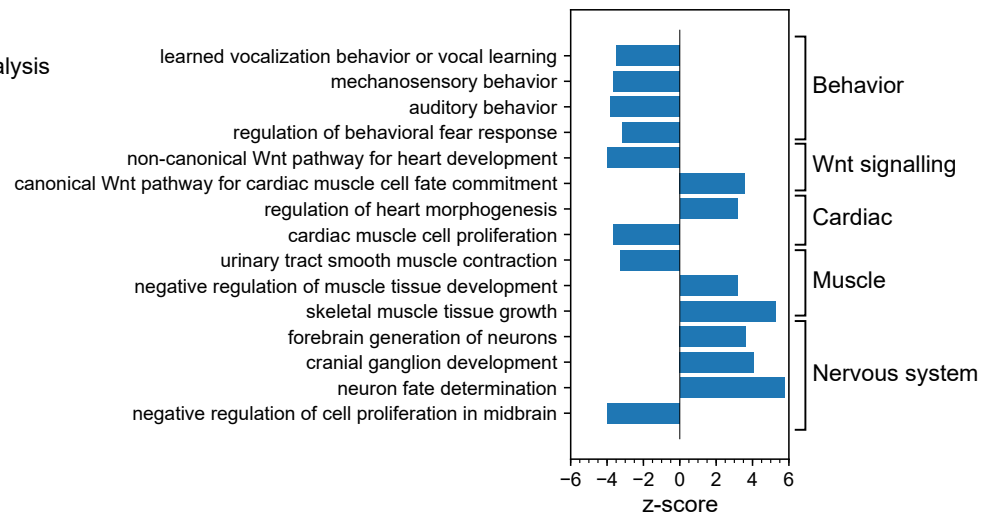 alysis
learned vocalization behavior or vocal learning
mechanosensory behavior
auditory behavior
regulation of behavioral fear response
non-canonical Wnt pathway for heart development
canonical Wnt pathway for cardiac muscle cell fate commitment
regulation of heart morphogenesis
cardiac muscle cell proliferation
urinary tract smooth muscle contraction
negative regulation of muscle tissue development
skeletal muscle tissue growth
forebrain generation of neurons
cranial ganglion development
neuron fate determination
negative regulation of cell proliferation in midbrain
Behavior
Wnt signalling
Cardiac
Muscle
Nervous system
−6 −4 −2 0 2 4 6
z-score